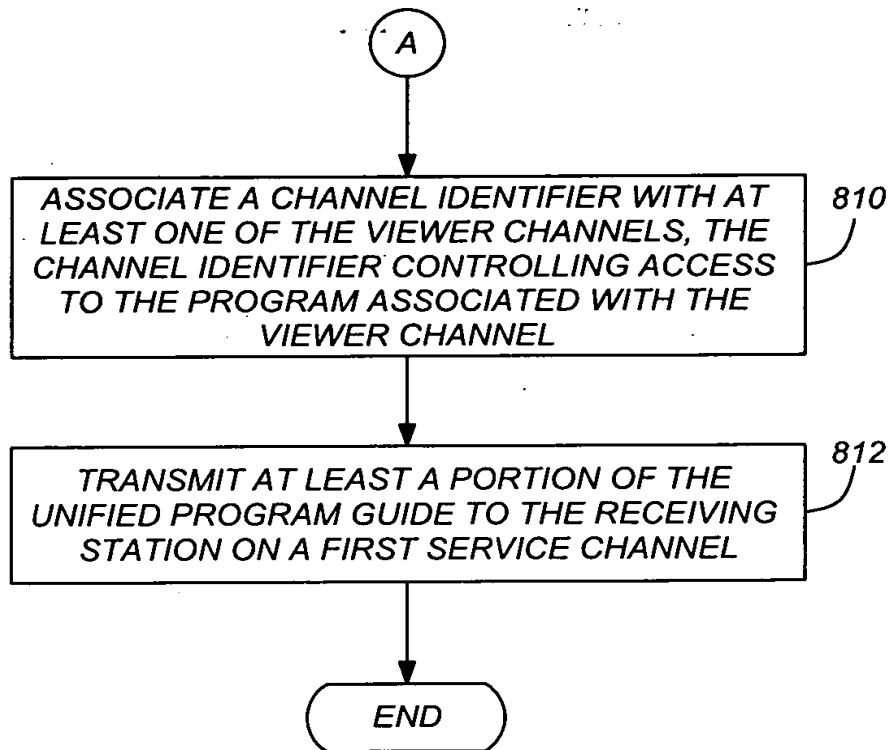 A
ASSOCIATE A CHANNEL IDENTIFIER WITH AT
LEAST ONE OF THE VIEWER CHANNELS, THE
CHANNEL IDENTIFIER CONTROLLING ACCESS
TO THE PROGRAM ASSOCIATED WITH THE
VIEWER CHANNEL
810
TRANSMIT AT LEAST A PORTION OF THE
UNIFIED PROGRAM GUIDE TO THE RECEIVING
STATION ON A FIRST SERVICE CHANNEL
812
END